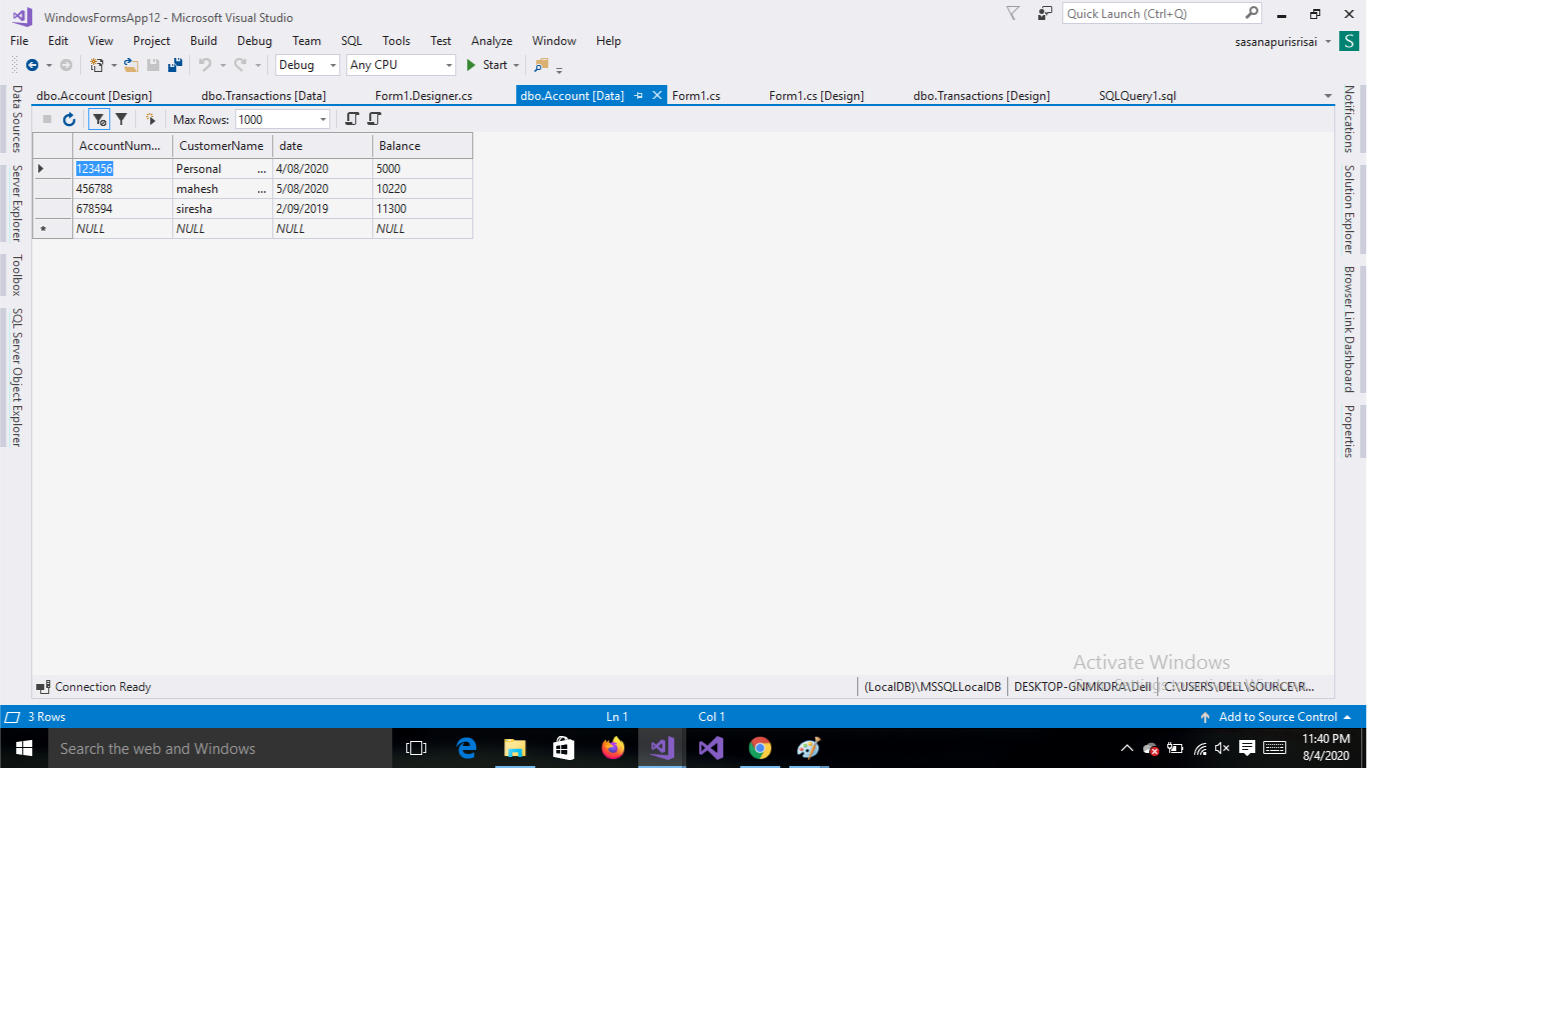 WindowsFormsApp12 - Microsoft Visual Studio
Quick Launch (Ctrl+Q)
File Edit View Project Build Debug Team SQL Tools Test Analyze Window Help
sasanapurisrisai S
Debug Any CPU Start
dbo.Account [Design] dbo.Transactions [Data] Form1.Designer.cs dbo.Account [Data] Form1.cs Form1.cs [Design] dbo.Transactions [Design] SQLQuery1.sql
Max Rows: 1000
AccountNum... CustomerName date Balance
123456 Personal ... 4/08/2020 5000
456788 mahesh ... 5/08/2020 10220
678594 siresha 2/09/2019 11300
* NULL NULL NULL NULL
Data Sources
Server Explorer
Toolbox
SQL Server Object Explorer
Notifications
Solution Explorer
Browser Link Dashboard
Properties
Activate Windows
Go to Settings to activate Windows.
Connection Ready
(LocalDB)\MSSQLLocalDB DESKTOP-GNMKDRA\Dell C:\USERS\DELL\SOURCE\R...
3 Rows Ln 1 Col 1 Add to Source Control
Search the web and Windows
11:40 PM
8/4/2020